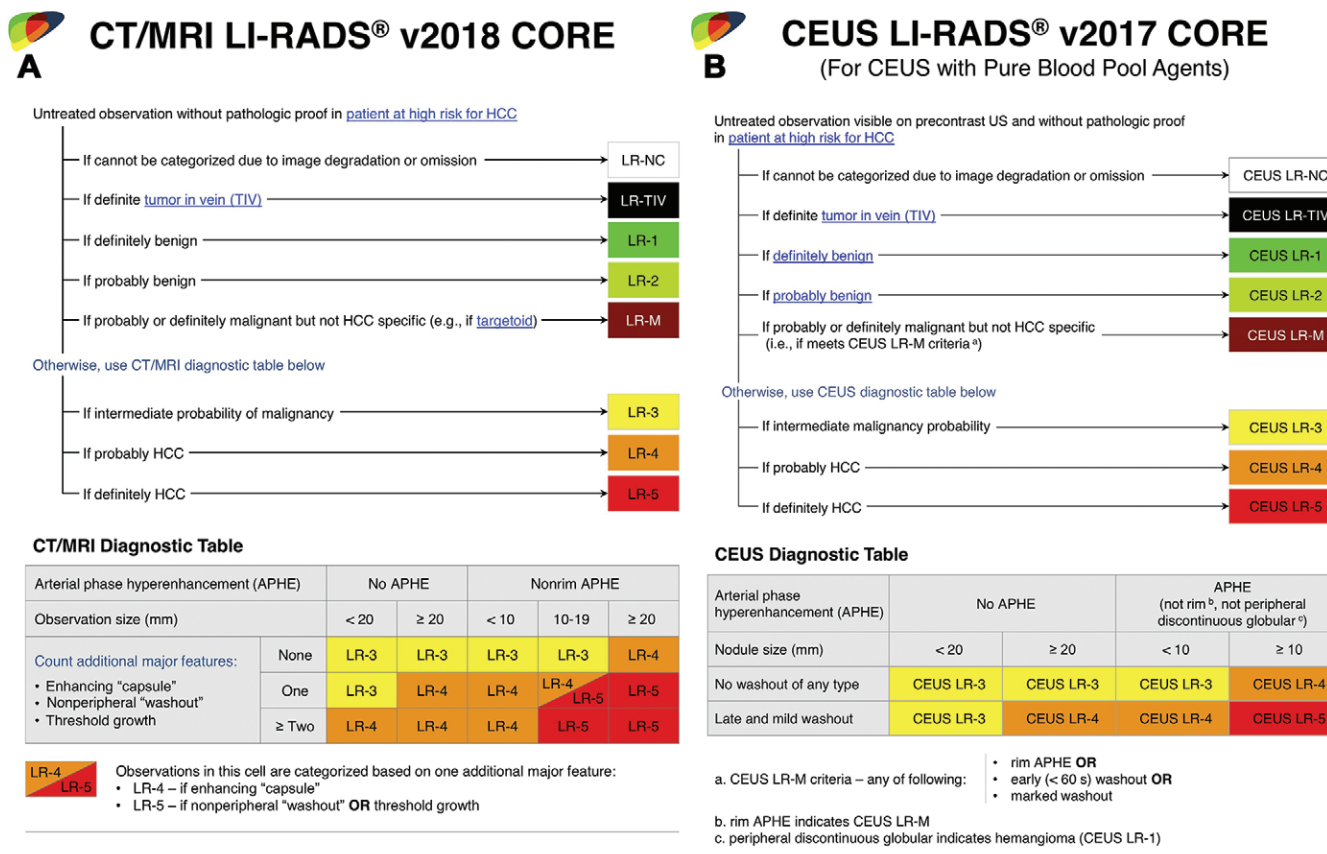 CT/MRI LI-RADS® v2018 CORE
A
Untreated observation without pathologic proof in patient at high risk for HCC
If cannot be categorized due to image degradation or omission LR-NC
If definite tumor in vein (TIV) LR-TIV
If definitely benign LR-1
If probably benign LR-2
If probably or definitely malignant but not HCC specific (e.g., if targetoid) LR-M
Otherwise, use CT/MRI diagnostic table below
If intermediate probability of malignancy LR-3
If probably HCC LR-4
If definitely HCC LR-5
CT/MRI Diagnostic Table
Arterial phase hyperenhancement (APHE) No APHE Nonrim APHE
Observation size (mm) < 20 ≥ 20 < 10 10-19 ≥ 20
Count additional major features:
• Enhancing “capsule”
• Nonperipheral “washout”
• Threshold growth
None LR-3 LR-3 LR-3 LR-3 LR-4
One LR-3 LR-4 LR-4 LR-4 LR-5 LR-5
≥ Two LR-4 LR-4 LR-4 LR-5 LR-5
LR-4
LR-5
Observations in this cell are categorized based on one additional major feature:
• LR-4 – if enhancing “capsule”
• LR-5 – if nonperipheral “washout” OR threshold growth
CEUS LI-RADS® v2017 CORE
B
(For CEUS with Pure Blood Pool Agents)
Untreated observation visible on precontrast US and without pathologic proof
in patient at high risk for HCC
If cannot be categorized due to image degradation or omission CEUS LR-NC
If definite tumor in vein (TIV) CEUS LR-TIV
If definitely benign CEUS LR-1
If probably benign CEUS LR-2
If probably or definitely malignant but not HCC specific
(i.e., if meets CEUS LR-M criteria a) CEUS LR-M
Otherwise, use CEUS diagnostic table below
If intermediate malignancy probability CEUS LR-3
If probably HCC CEUS LR-4
If definitely HCC CEUS LR-5
CEUS Diagnostic Table
Arterial phase
hyperenhancement (APHE)
No APHE
APHE
(not rim b, not peripheral
discontinuous globular c)
Nodule size (mm) < 20 ≥ 20 < 10 ≥ 10
No washout of any type CEUS LR-3 CEUS LR-3 CEUS LR-3 CEUS LR-4
Late and mild washout CEUS LR-3 CEUS LR-4 CEUS LR-4 CEUS LR-5
a. CEUS LR-M criteria – any of following:
• rim APHE OR
• early (< 60 s) washout OR
• marked washout
b. rim APHE indicates CEUS LR-M
c. peripheral discontinuous globular indicates hemangioma (CEUS LR-1)